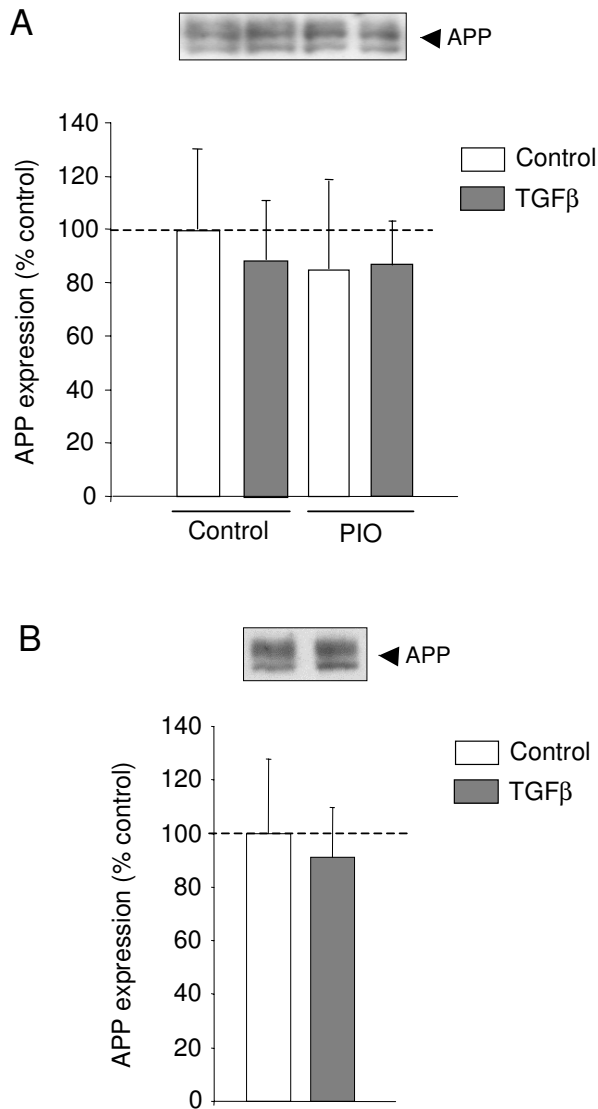 A
APP
APP expression (% control)
140
120
100
80
60
40
20
0
Control
TGFβ
Control
PIO
B
APP
APP expression (% control)
140
120
100
80
60
40
20
0
Control
TGFβ